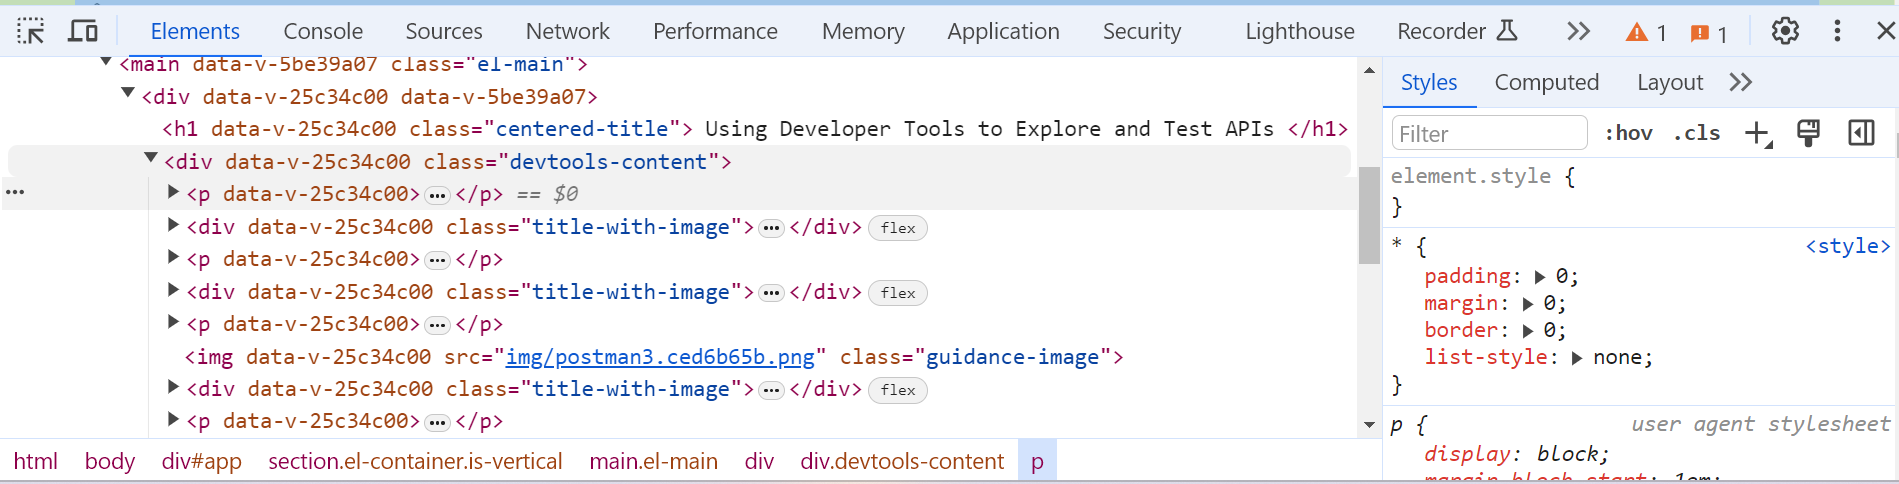 Elements Console Sources Network Performance Memory Application Security Lighthouse Recorder 1 1
<main data-v-5be39a07 class="el-main">
<div data-v-25c34c00 data-v-5be39a07>
<h1 data-v-25c34c00 class="centered-title"> Using Developer Tools to Explore and Test APIs </h1>
<div data-v-25c34c00 class="devtools-content">
<p data-v-25c34c00>…</p> == $0
<div data-v-25c34c00 class="title-with-image">…</div> flex
<p data-v-25c34c00>…</p>
<div data-v-25c34c00 class="title-with-image">…</div> flex
<p data-v-25c34c00>…</p>
<img data-v-25c34c00 src="img/postman3.ced6b65b.png" class="guidance-image">
<div data-v-25c34c00 class="title-with-image">…</div> flex
<p data-v-25c34c00>…</p>
html body div#app section.el-container.is-vertical main.el-main div div.devtools-content p
Styles Computed Layout
Filter :hov .cls
element.style {
}
* { <style>
padding: 0;
margin: 0;
border: 0;
list-style: none;
}
p { user agent stylesheet
display: block;
margin-block-start: 1em;